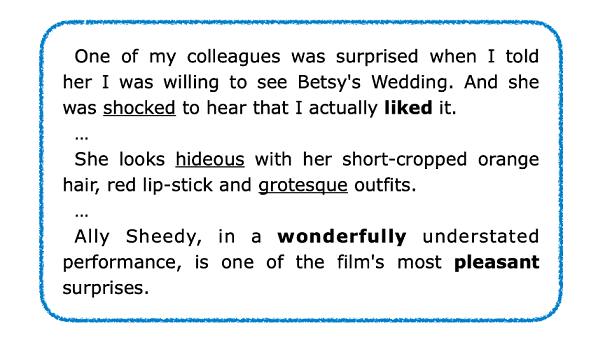 One of my colleagues was surprised when I told
her I was willing to see Betsy's Wedding. And she
was shocked to hear that I actually liked it.
...
She looks hideous with her short-cropped orange
hair, red lip-stick and grotesque outfits.
...
Ally Sheedy, in a wonderfully understated
performance, is one of the film's most pleasant
surprises.